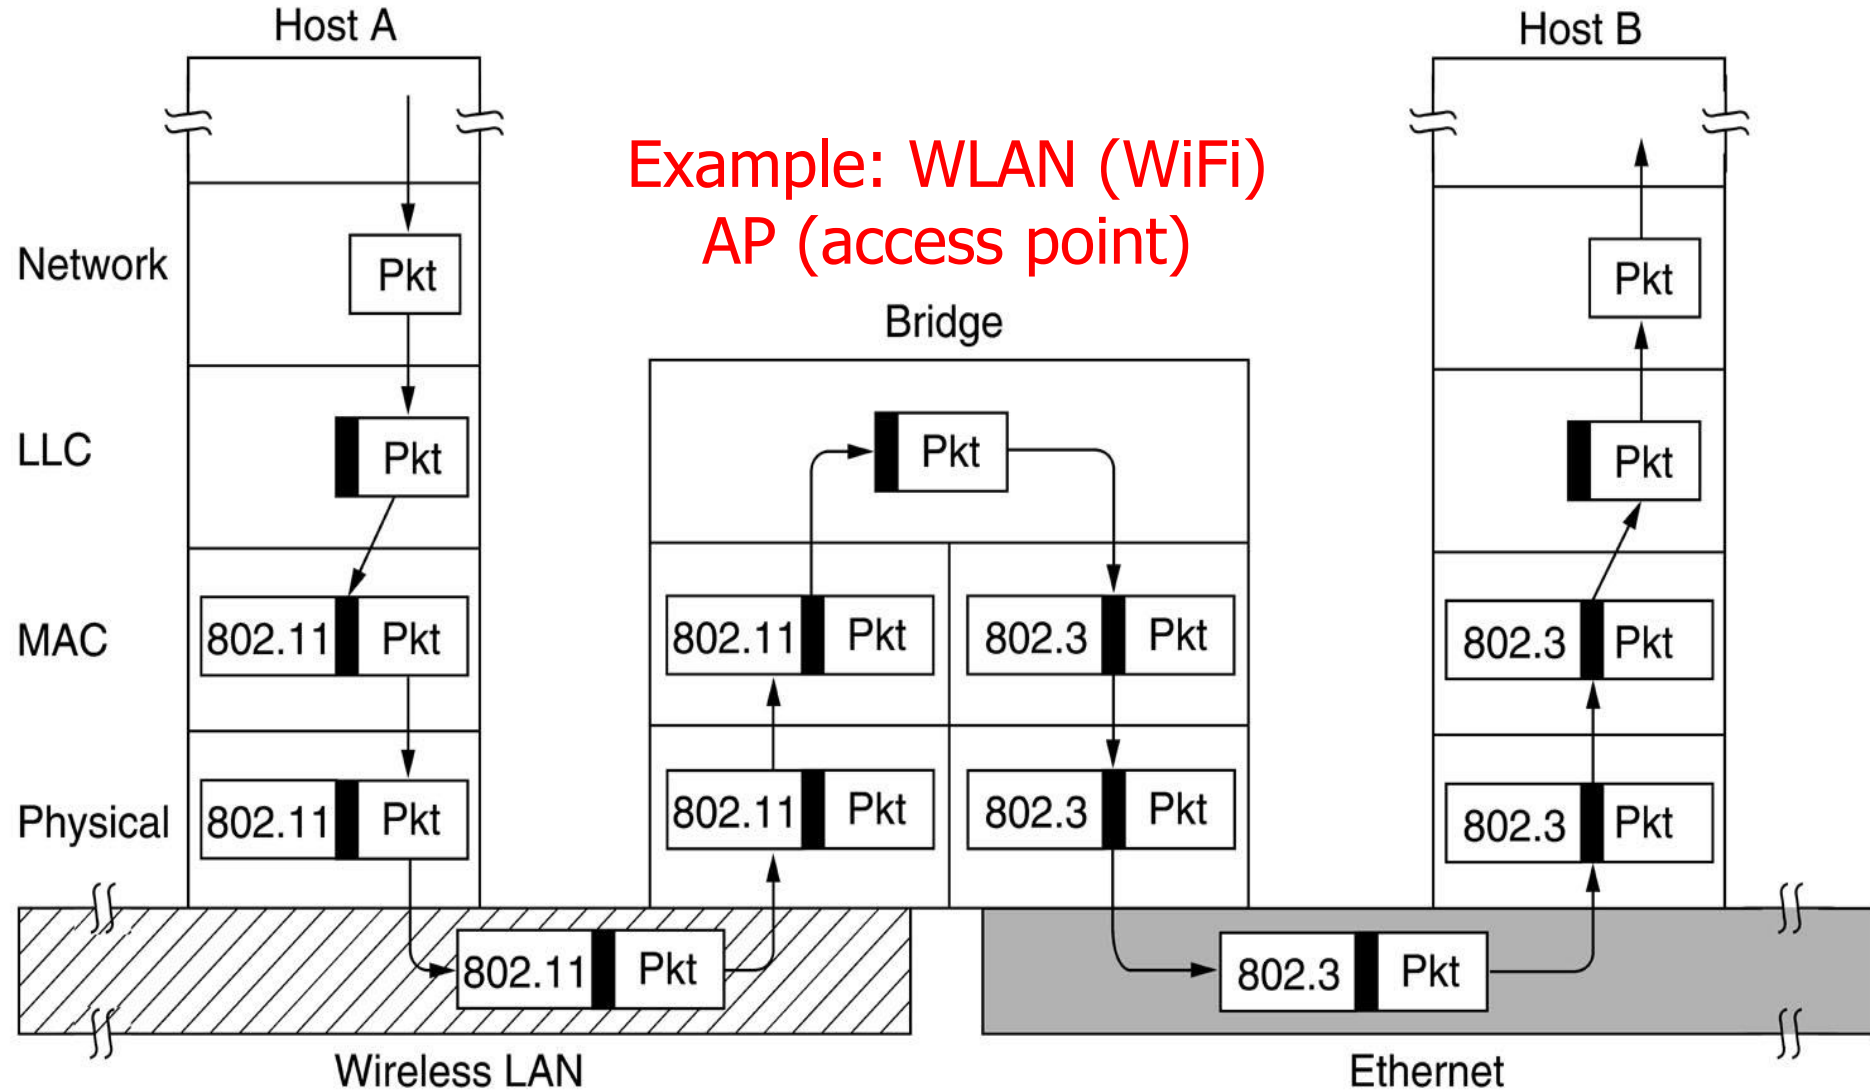 Host A
Host B
Example: WLAN (WiFi)
AP (access point)
Bridge
Network
Pkt
Pkt
LLC
Pkt
Pkt
Pkt
MAC
802.11 Pkt
802.11 Pkt
802.3 Pkt
802.3 Pkt
Physical
802.11 Pkt
802.11 Pkt
802.3 Pkt
802.3 Pkt
802.11 Pkt
802.3 Pkt
Wireless LAN
Ethernet